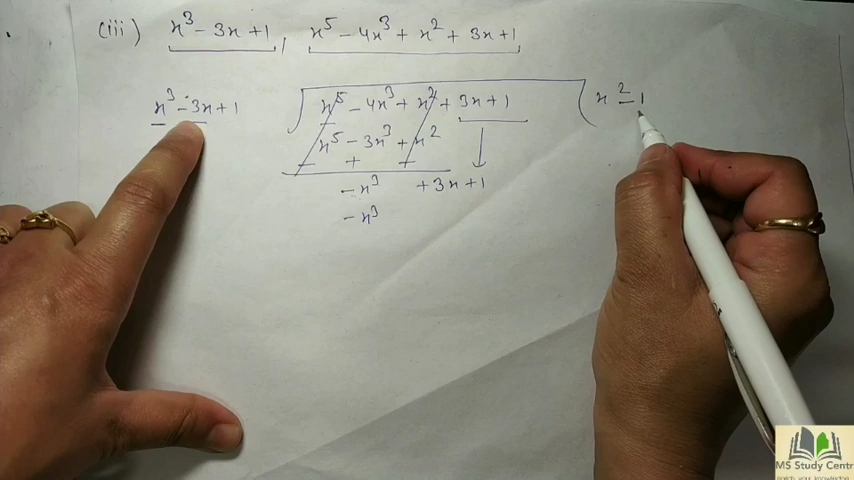 (iii) x³ - 3x + 1, x⁵ - 4x³ + x² + 3x + 1
x³ - 3x + 1 ) x⁵ - 4x³ + x² + 3x + 1 ( x² - 1
x⁵ - 3x³ + x²
- + -
- x³ + 3x + 1
- x³
MS Study Centr